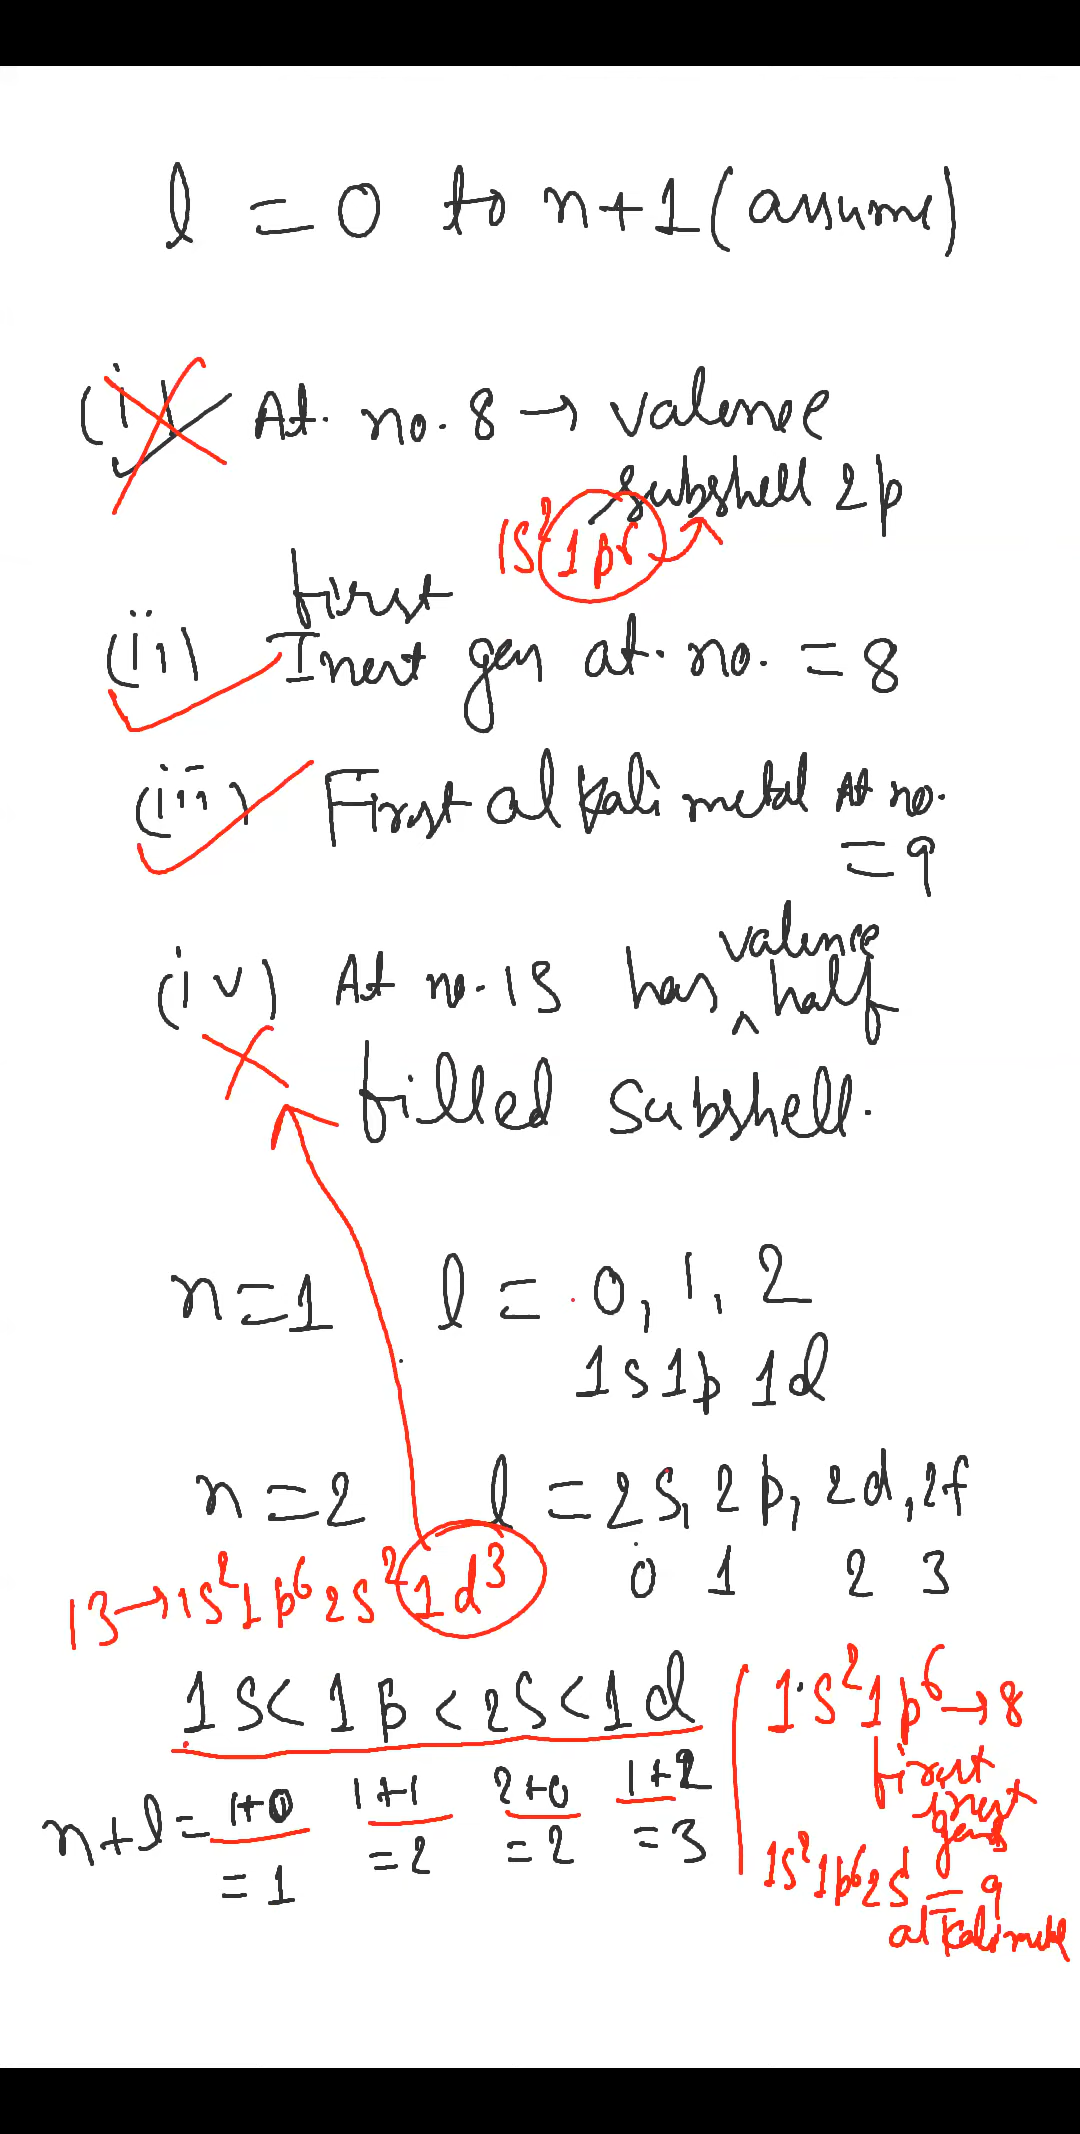 l = 0 to n+1 (assume)
(i) At. no. 8 → valence
subshell 2p
1s² 1p⁶
first
(ii) Inert gas at. no. = 8
(iii) First alkali metal At no.
= 9
valence
(iv) At no. 13 has ^ half
filled subshell.
n=1 l = 0, 1, 2
1s 1p 1d
n=2 l = 2s, 2p, 2d, 2f
0 1 2 3
13 → 1s² 1p⁶ 2s² 1d³
1s < 1p < 2s < 1d
n+l = 1+0 1+1 2+0 1+2
= 1 = 2 = 2 = 3
1s² 1p⁶ → 8
first
inert
gas
1s² 1p⁶ 2s¹ = 9
alkali metal